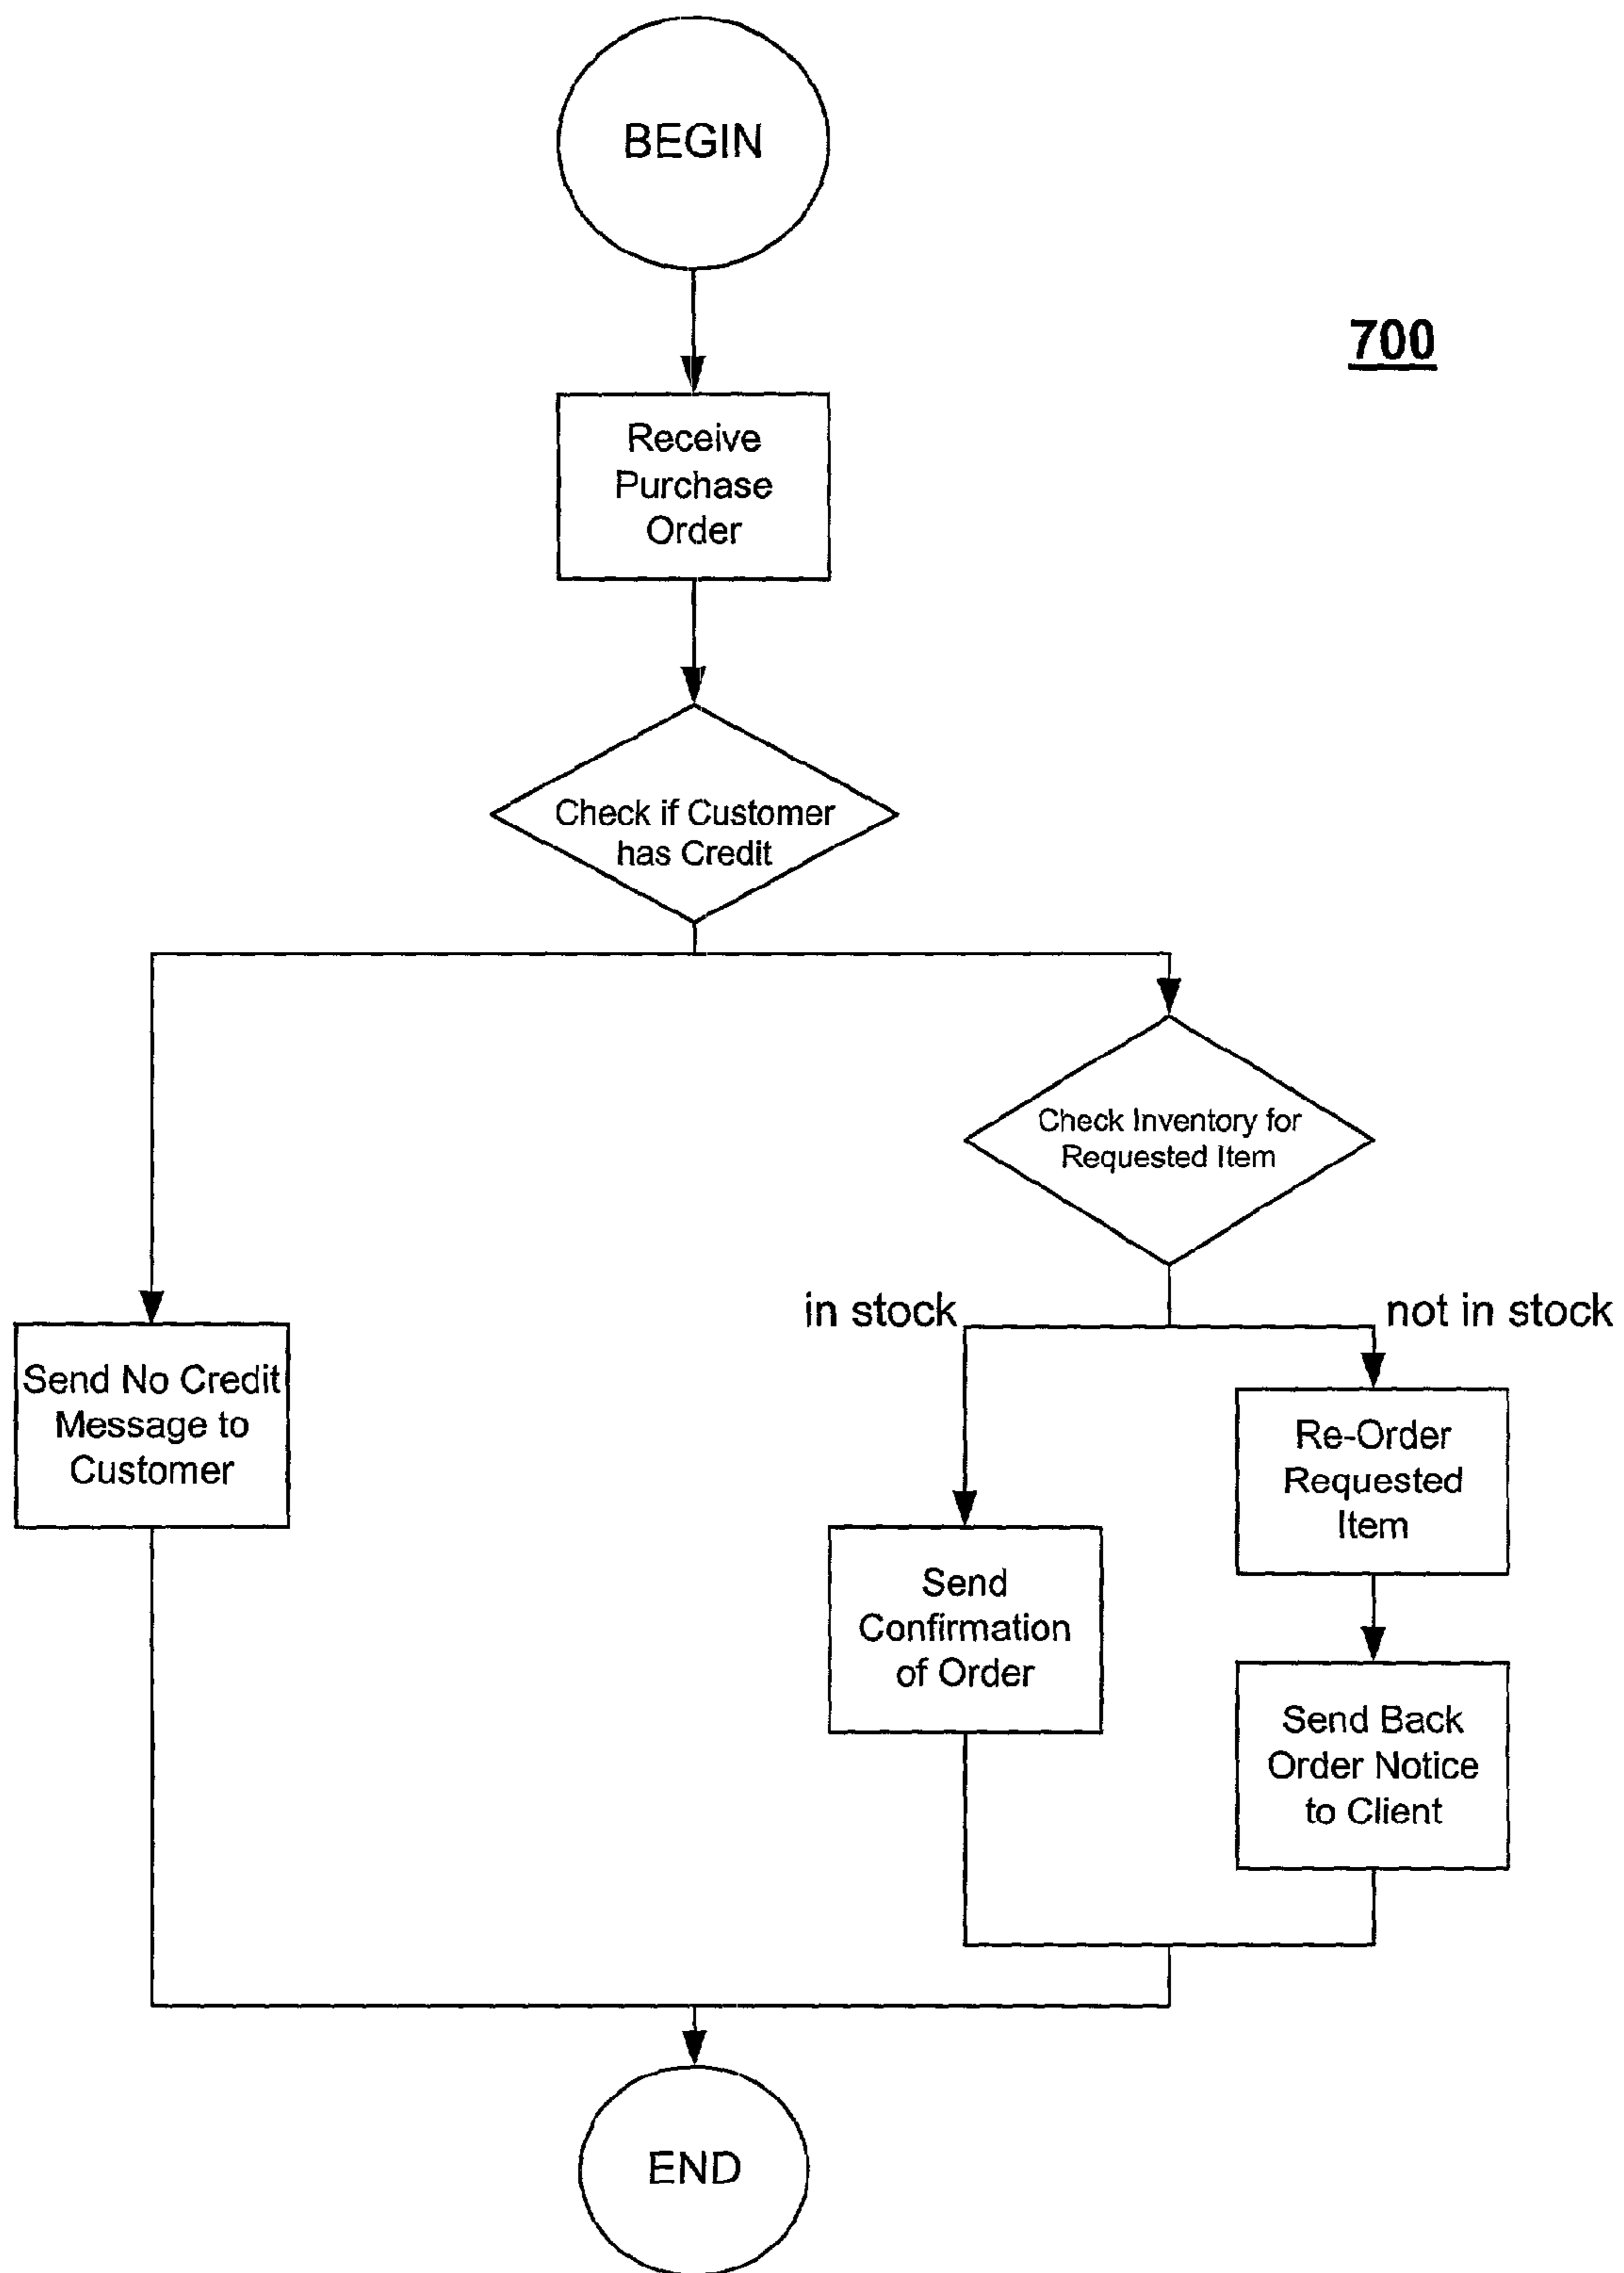 BEGIN
700
Receive
Purchase
Order
Check if Customer
has Credit
Check Inventory for
Requested Item
in stock
not in stock
Send No Credit
Message to
Customer
Re-Order
Requested
Item
Send
Confirmation
of Order
Send Back
Order Notice
to Client
END